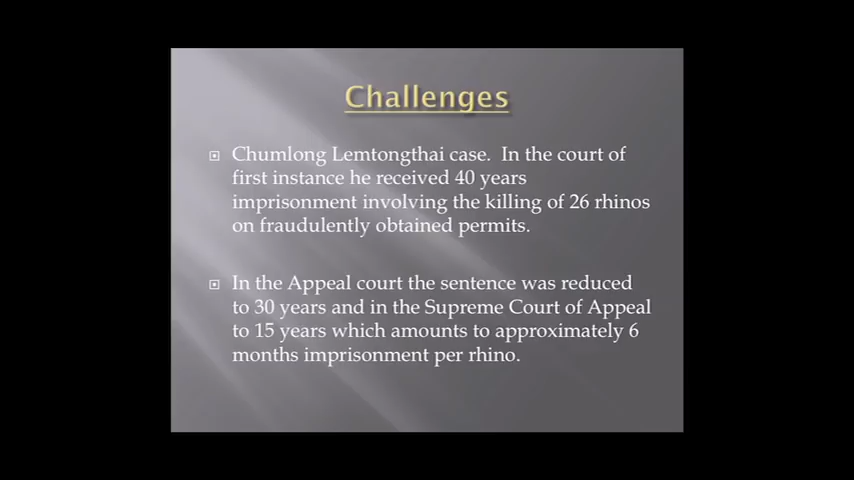 Challenges
Chumlong Lemtongthai case. In the court of
first instance he received 40 years
imprisonment involving the killing of 26 rhinos
on fraudulently obtained permits.
In the Appeal court the sentence was reduced
to 30 years and in the Supreme Court of Appeal
to 15 years which amounts to approximately 6
months imprisonment per rhino.